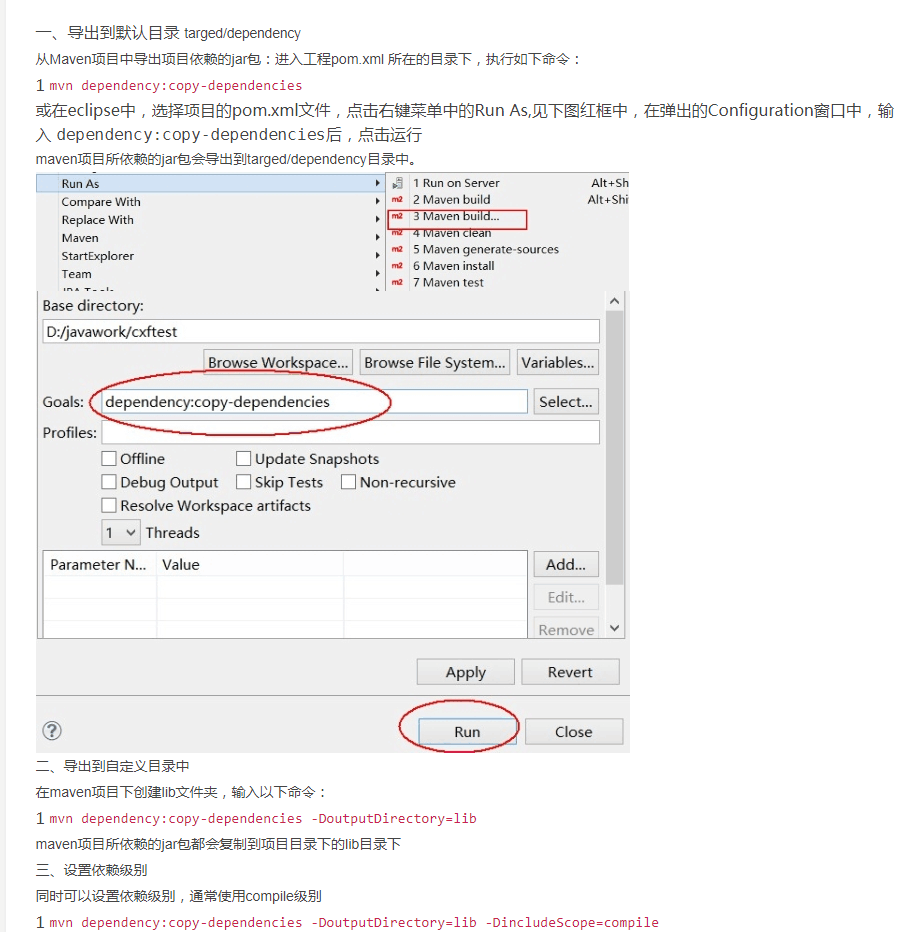 一、导出到默认目录 targed/dependency
从Maven项目中导出项目依赖的jar包：进入工程pom.xml 所在的目录下，执行如下命令：
1 mvn dependency:copy-dependencies
或在eclipse中，选择项目的pom.xml文件，点击右键菜单中的Run As,见下图红框中，在弹出的Configuration窗口中，输
入 dependency:copy-dependencies后，点击运行
maven项目所依赖的jar包会导出到targed/dependency目录中。
Run As
Compare With
Replace With
Maven
StartExplorer
Team
JPA Tools
1 Run on Server Alt+Sh
m2 2 Maven build Alt+Shi
m2 3 Maven build...
m2 4 Maven clean
m2 5 Maven generate-sources
m2 6 Maven install
m2 7 Maven test
Base directory:
D:/javawork/cxftest
Browse Workspace... Browse File System... Variables...
Goals: dependency:copy-dependencies Select...
Profiles:
Offline Update Snapshots
Debug Output Skip Tests Non-recursive
Resolve Workspace artifacts
1 Threads
Parameter N... Value Add...
Edit...
Remove
Apply Revert
? Run Close
二、导出到自定义目录中
在maven项目下创建lib文件夹，输入以下命令：
1 mvn dependency:copy-dependencies -DoutputDirectory=lib
maven项目所依赖的jar包都会复制到项目目录下的lib目录下
三、设置依赖级别
同时可以设置依赖级别，通常使用compile级别
1 mvn dependency:copy-dependencies -DoutputDirectory=lib -DincludeScope=compile